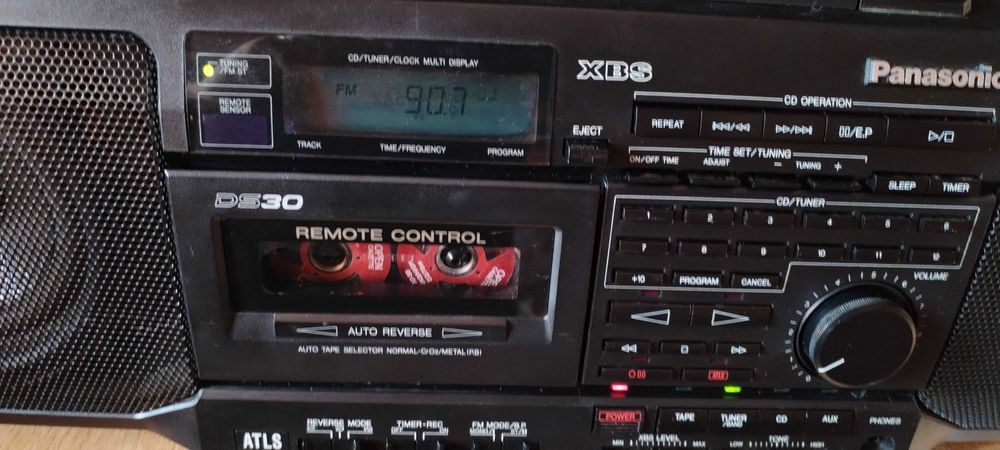 CD/TUNER/CLOCK MULTI DISPLAY
TUNING
/FM ST
FM 90.7
REMOTE
SENSOR
TRACK TIME/FREQUENCY PROGRAM
XBS
Panasonic
EJECT
CD OPERATION
REPEAT
TIME SET/TUNING
ON/OFF TIME ADJUST - TUNING +
SLEEP TIMER
DS30
REMOTE CONTROL
OPEN
AUTO REVERSE
AUTO TAPE SELECTOR NORMAL·CrO2/METAL(P.B)
CD/TUNER
1 2 3 4 5 6
7 8 9 10 11 12
+10 PROGRAM CANCEL
VOLUME
ATLS
POWER
TAPE
TUNER
/BAND
CD
AUX
PHONES
ATLS
REVERSE MODE
TIMER·REC
OFF ON
FM MODE/B.P
XBS LEVEL
MIN MAX
TONE
LOW HIGH